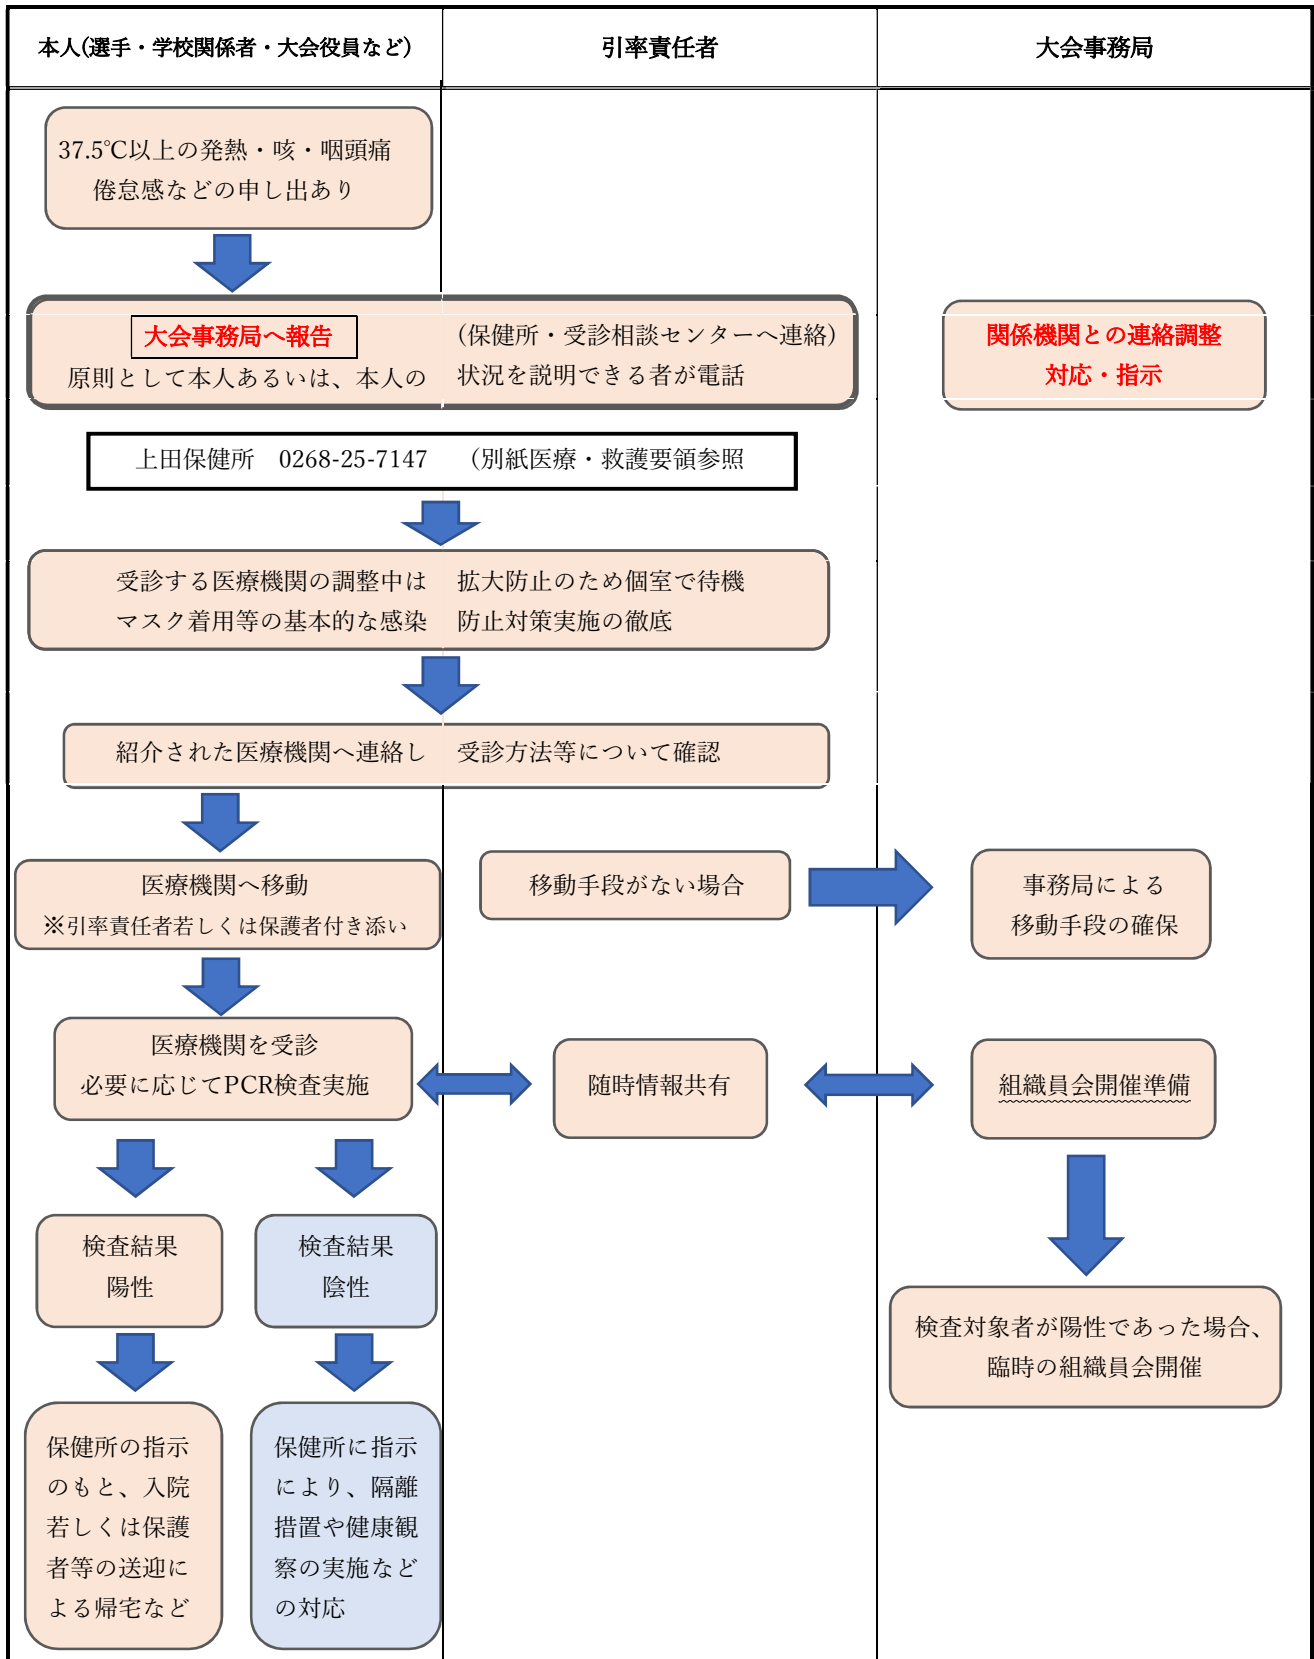 本人(選手・学校関係者・大会役員など)
引率責任者
大会事務局
37.5℃以上の発熱・咳・咽頭痛
倦怠感などの申し出あり
大会事務局へ報告 (保健所・受診相談センターへ連絡)
原則として本人あるいは、本人の 状況を説明できる者が電話
関係機関との連絡調整
対応・指示
上田保健所 0268-25-7147 (別紙医療・救護要領参照
受診する医療機関の調整中は 拡大防止のため個室で待機
マスク着用等の基本的な感染 防止対策実施の徹底
紹介された医療機関へ連絡し 受診方法等について確認
医療機関へ移動
※引率責任者若しくは保護者付き添い
移動手段がない場合
事務局による
移動手段の確保
医療機関を受診
必要に応じてPCR検査実施
随時情報共有
組織員会開催準備
検査結果
陽性
検査結果
陰性
検査対象者が陽性であった場合、
臨時の組織員会開催
保健所の指示
のもと、入院
若しくは保護
者等の送迎に
よる帰宅など
保健所に指示
により、隔離
措置や健康観
察の実施など
の対応